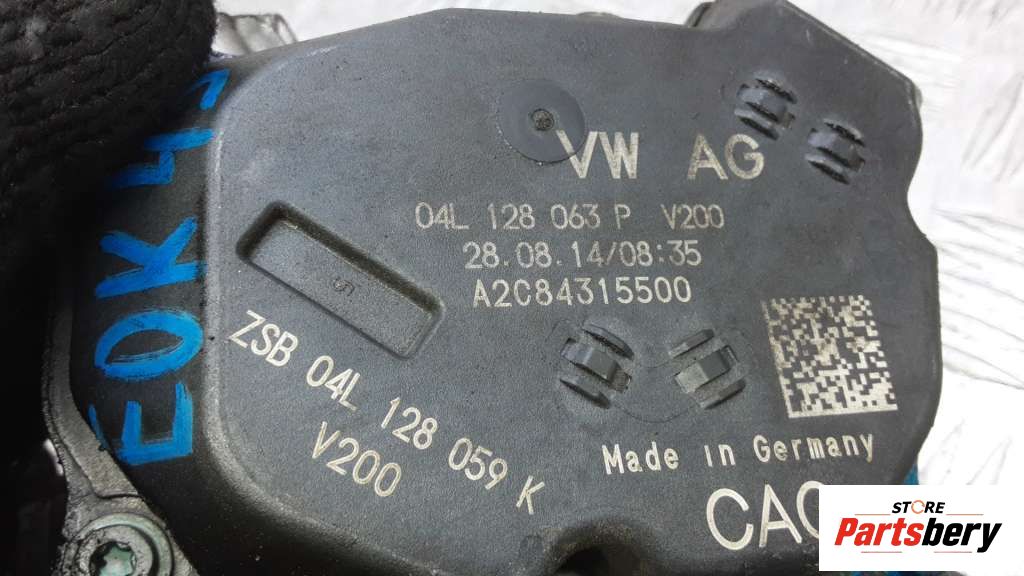 VW AG
04L 128 063 P V200
28.08.14/08:35
A2C84315500
ZSB 04L 128 059 K
V200
Made in Germany
STORE
Partsbery